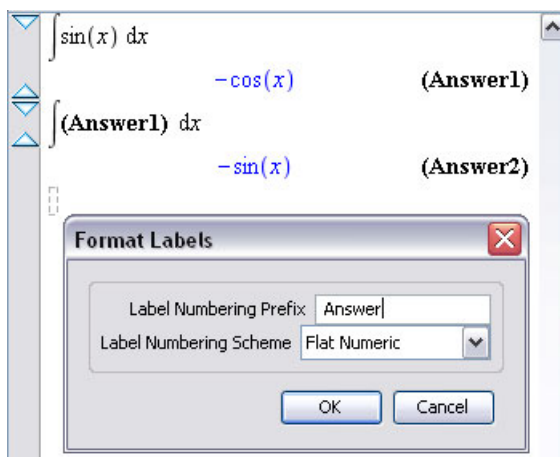 ∫sin(x) dx
−cos(x) (Answer1)
∫(Answer1) dx
−sin(x) (Answer2)
Format Labels
Label Numbering Prefix Answer
Label Numbering Scheme Flat Numeric
OK Cancel